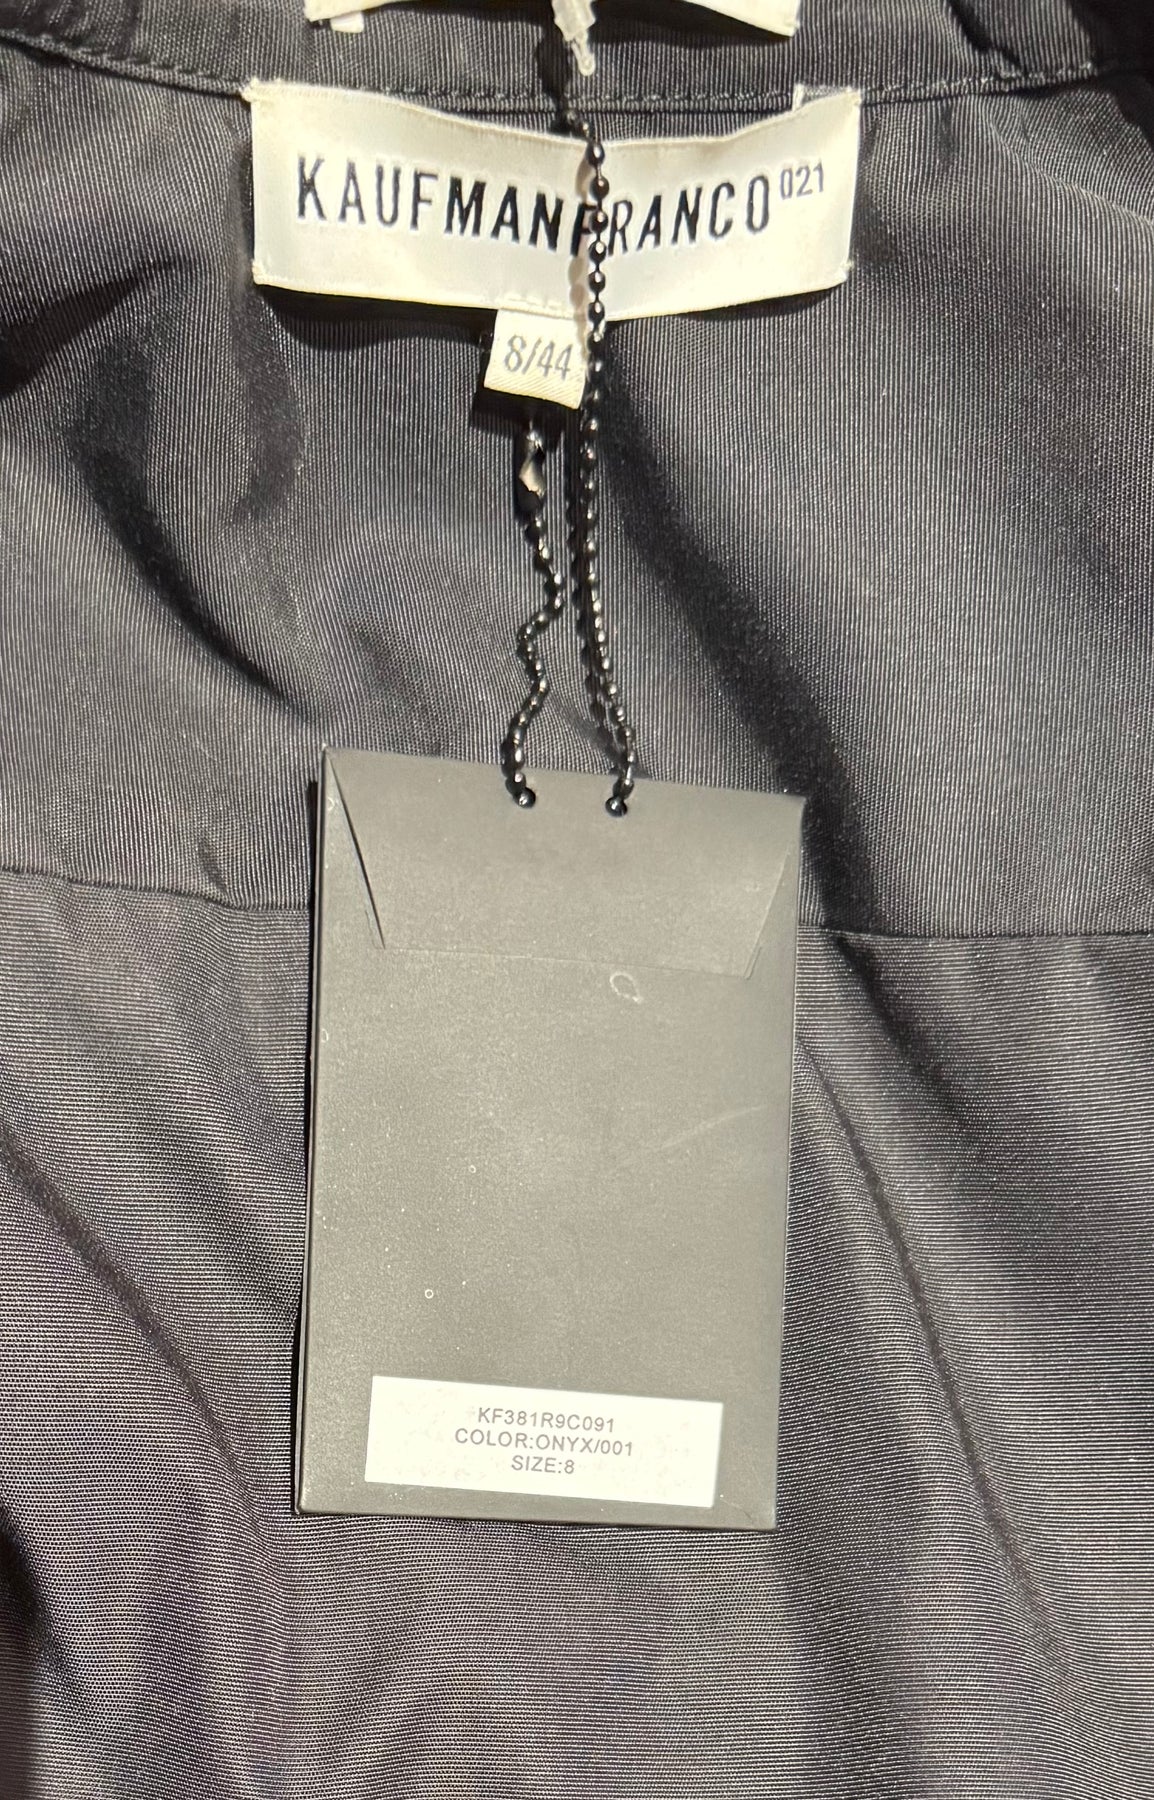 KAUFMANFRANCO021
8/44
KF381R9C091
COLOR:ONYX/001
SIZE:8